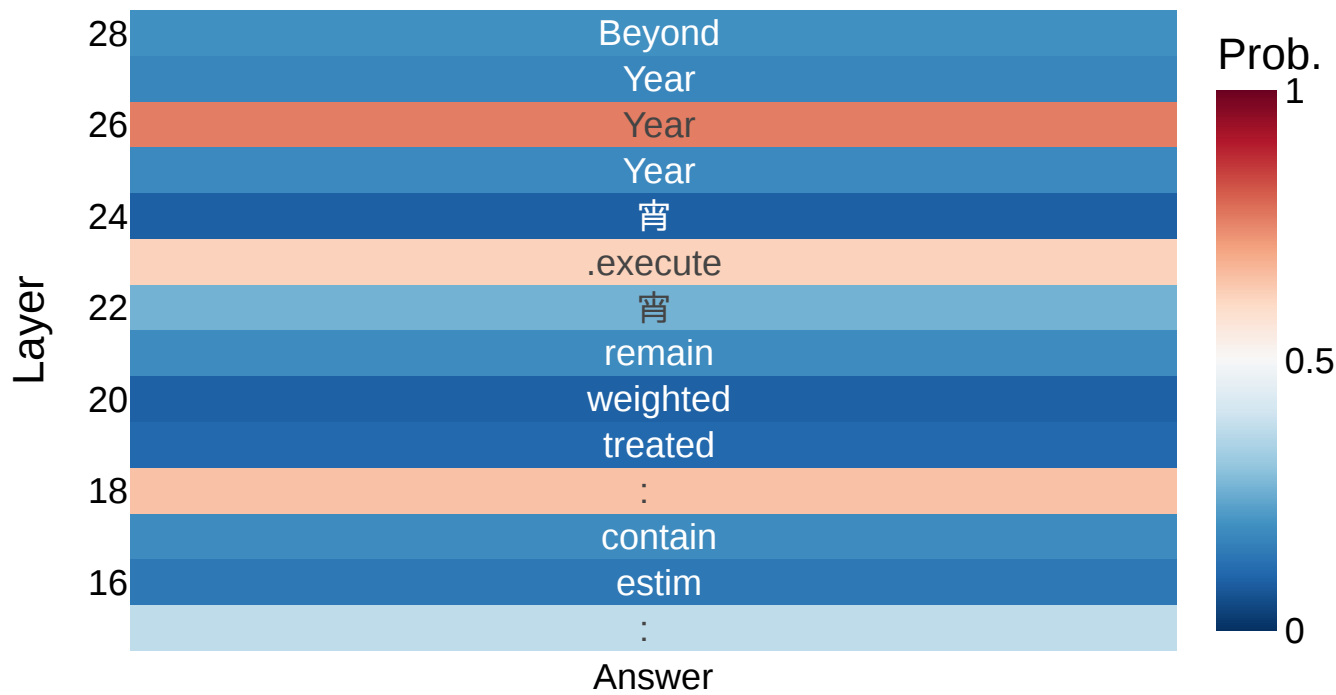 28
Beyond
Year
26
Year
Year
24
宵
.execute
22
宵
remain
20
weighted
treated
18
:
contain
16
estim
:
Layer
Answer
Prob.
1
0.5
0